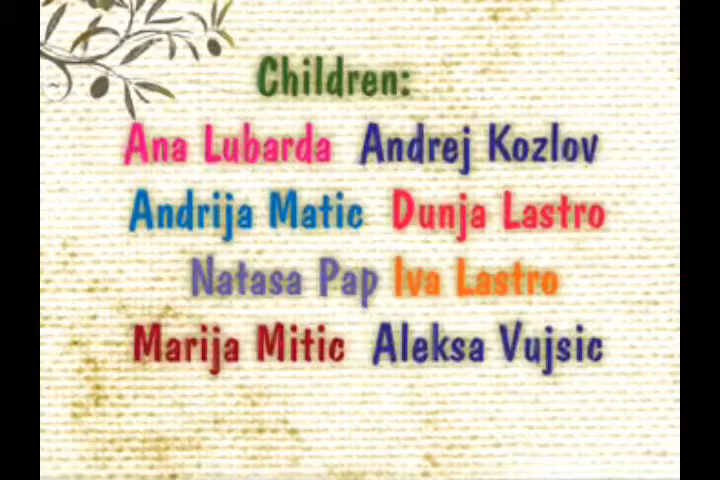 Children:
Ana Lubarda Andrej Kozlov
Andrija Matic Dunja Lastro
Natasa Pap Iva Lastro
Marija Mitic Aleksa Vujsic